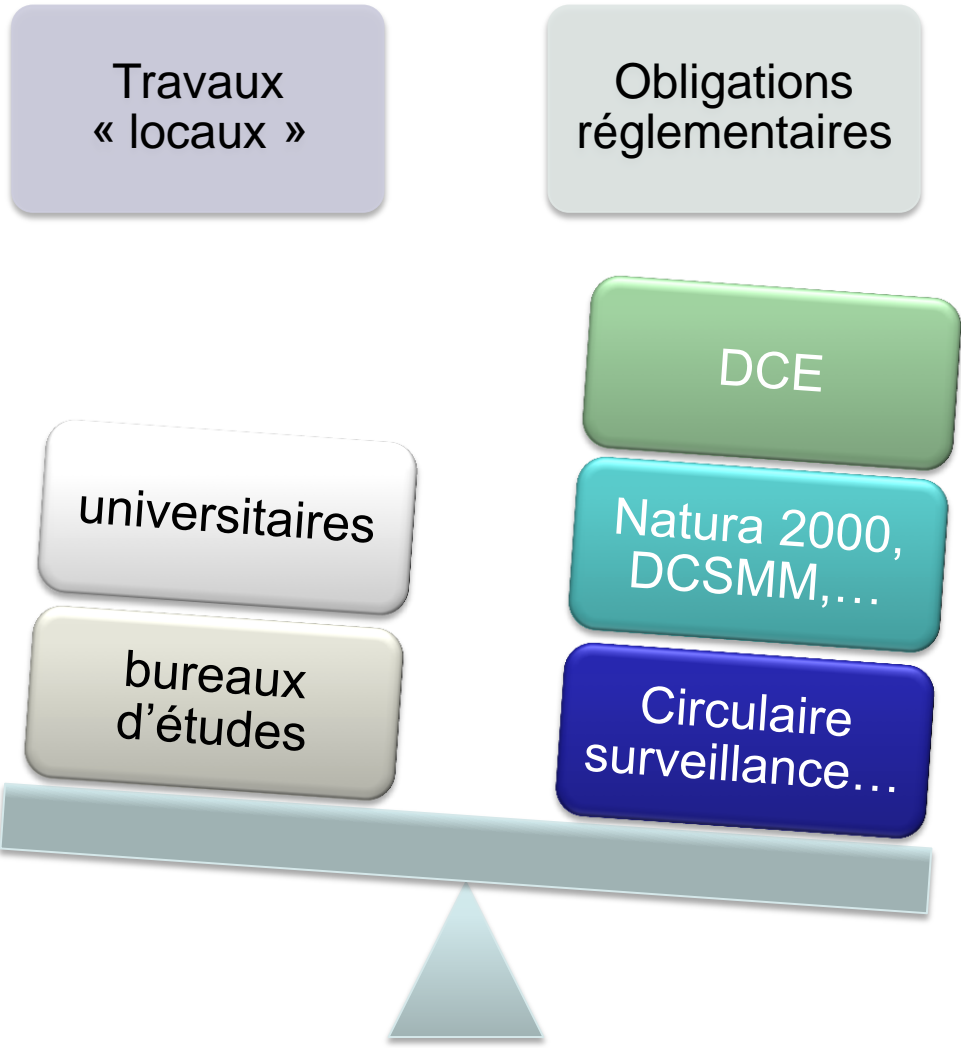 Travaux
« locaux »
Obligations
réglementaires
universitaires
bureaux
d’études
DCE
Natura 2000,
DCSMM,…
Circulaire
surveillance…